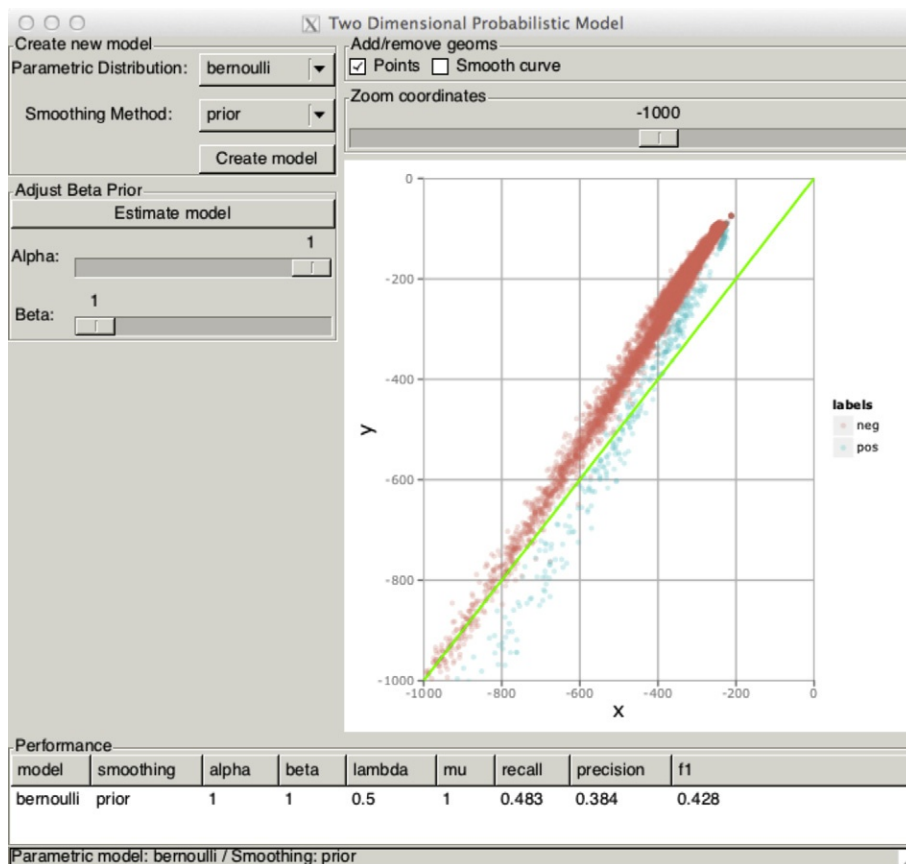 Two Dimensional Probabilistic Model
Create new model
Parametric Distribution: bernoulli
Smoothing Method: prior
Create model
Adjust Beta Prior
Estimate model
1
Alpha:
1
Beta:
Add/remove geoms
Points Smooth curve
Zoom coordinates
-1000
0
-200
-400
-600
-800
-1000
y
-1000 -800 -600 -400 -200 0
x
labels
neg
pos
Performance
model smoothing alpha beta lambda mu recall precision f1
bernoulli prior 1 1 0.5 1 0.483 0.384 0.428
Parametric model: bernoulli / Smoothing: prior